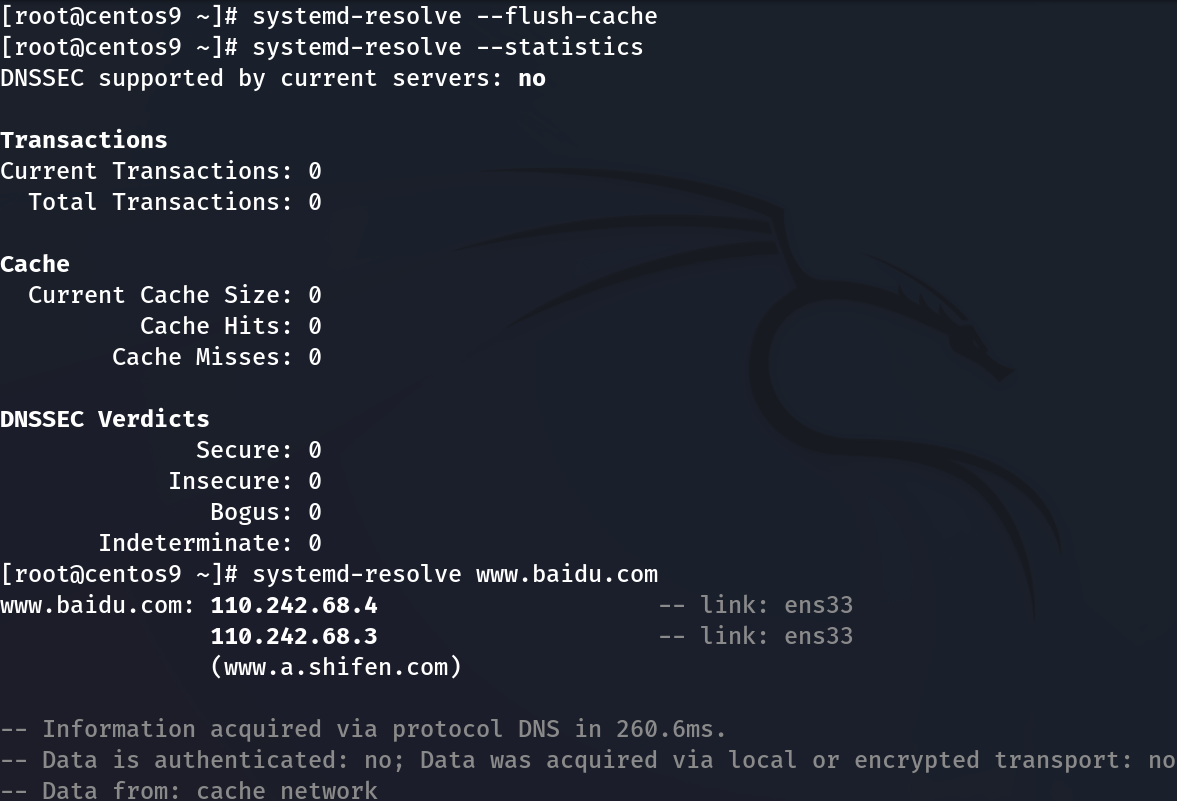 [root@centos9 ~]# systemd-resolve --flush-cache
[root@centos9 ~]# systemd-resolve --statistics
DNSSEC supported by current servers: no
Transactions
Current Transactions: 0
Total Transactions: 0
Cache
Current Cache Size: 0
Cache Hits: 0
Cache Misses: 0
DNSSEC Verdicts
Secure: 0
Insecure: 0
Bogus: 0
Indeterminate: 0
[root@centos9 ~]# systemd-resolve www.baidu.com
www.baidu.com: 110.242.68.4 -- link: ens33
110.242.68.3 -- link: ens33
(www.a.shifen.com)
-- Information acquired via protocol DNS in 260.6ms.
-- Data is authenticated: no; Data was acquired via local or encrypted transport: no
-- Data from: cache network